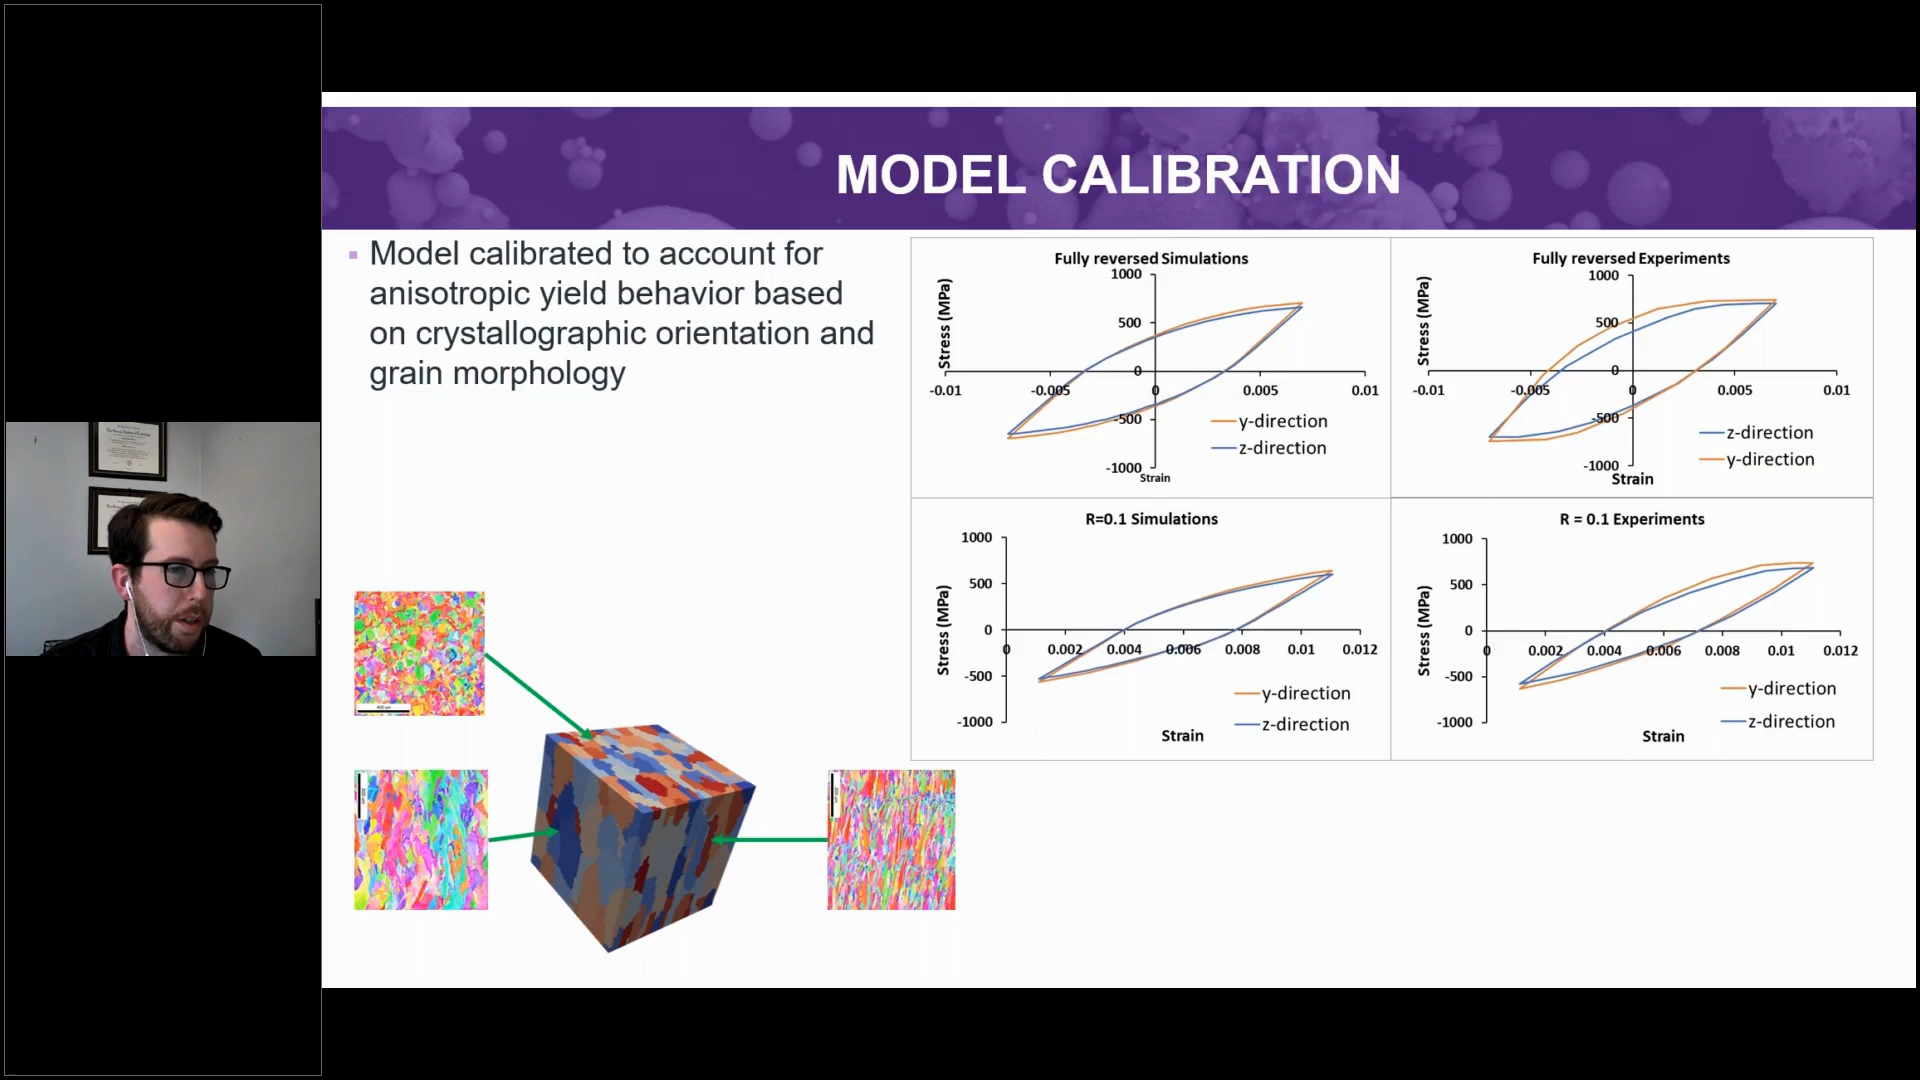 MODEL CALIBRATION
Model calibrated to account for
anisotropic yield behavior based
on crystallographic orientation and
grain morphology
Fully reversed Simulations
Stress (MPa)
1000
500
0
-500
-1000
-0.01
-0.005
0
0.005
0.01
Strain
y-direction
z-direction
Fully reversed Experiments
Stress (MPa)
1000
500
0
-500
-1000
-0.01
-0.005
0
0.005
0.01
Strain
z-direction
y-direction
R=0.1 Simulations
Stress (MPa)
1000
500
0
-500
-1000
0
0.002
0.004
0.006
0.008
0.01
0.012
Strain
y-direction
z-direction
R = 0.1 Experiments
Stress (MPa)
1000
500
0
-500
-1000
0
0.002
0.004
0.006
0.008
0.01
0.012
Strain
y-direction
z-direction